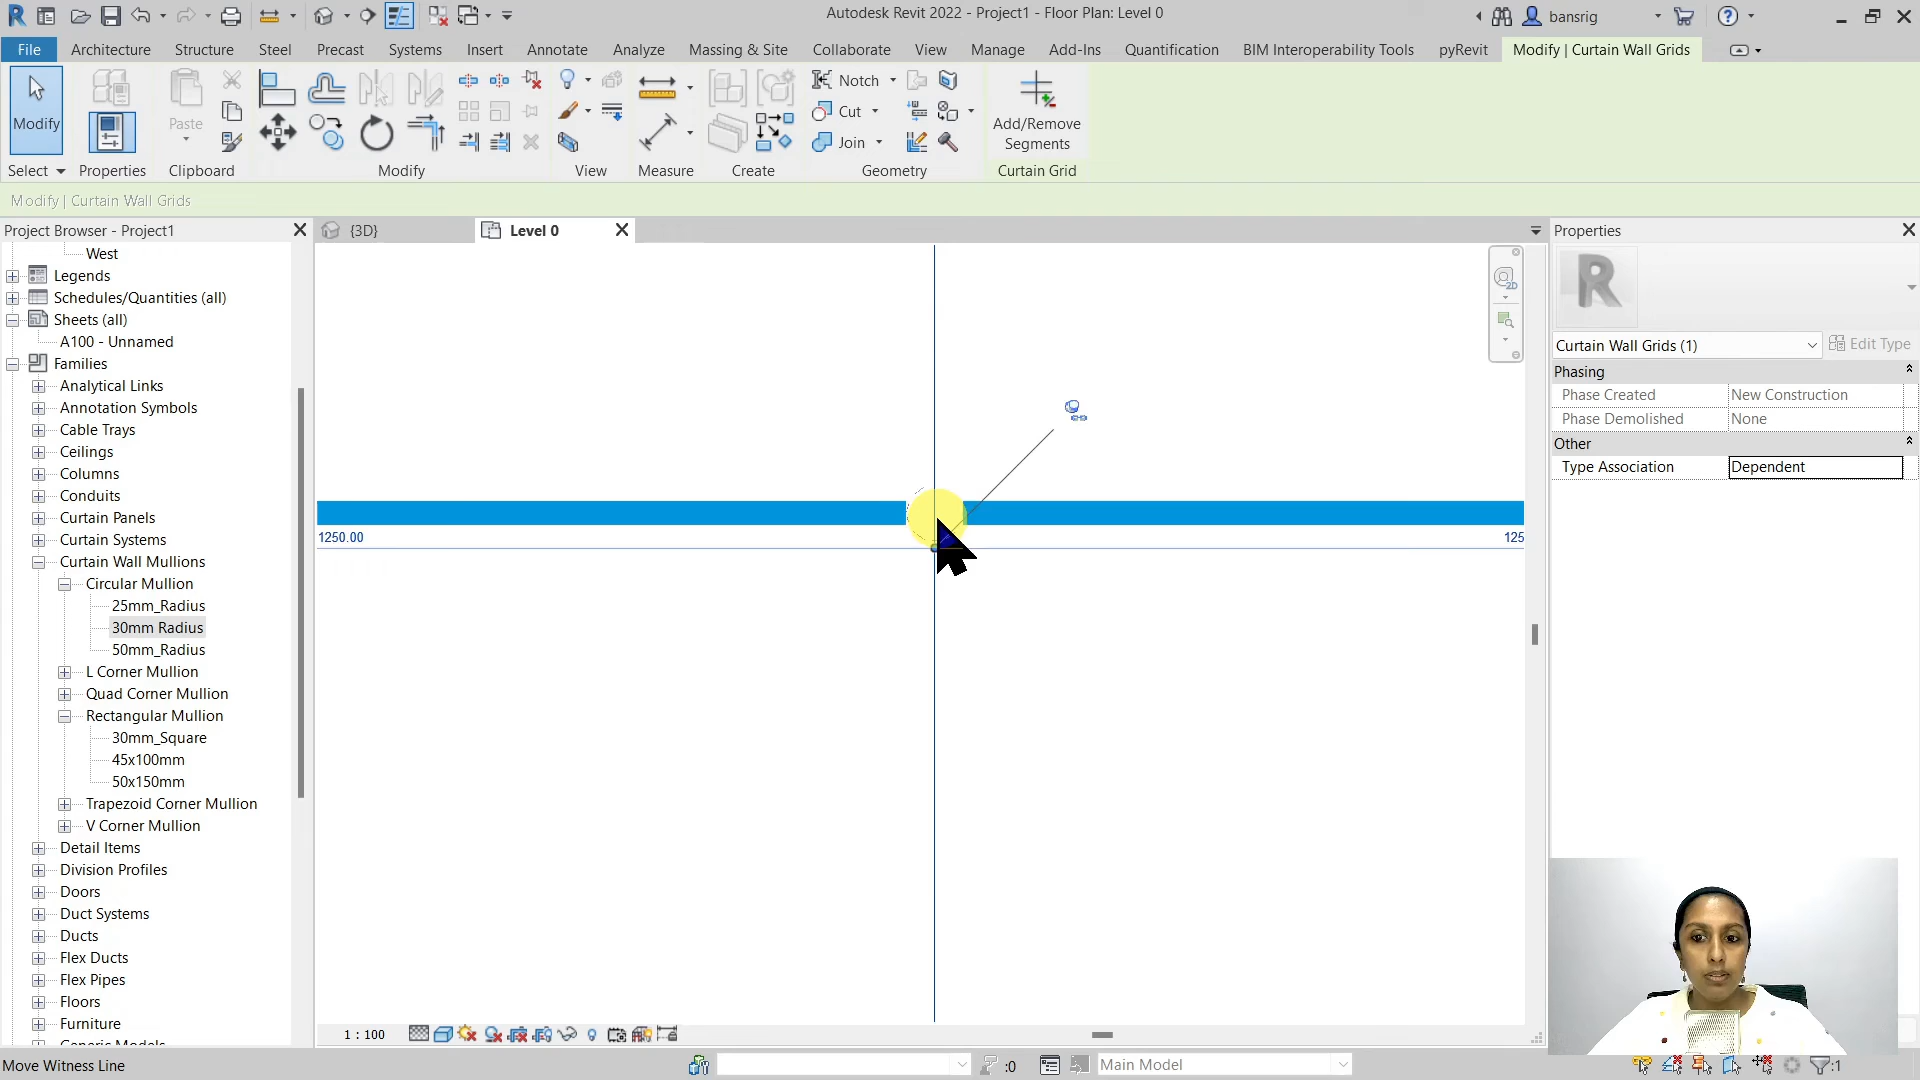 Autodesk Revit 2022 - Project1 - Floor Plan: Level 0
bansrig
File Architecture Structure Steel Precast Systems Insert Annotate Analyze Massing & Site Collaborate View Manage Add-Ins Quantification BIM Interoperability Tools pyRevit Modify | Curtain Wall Grids
Modify
Paste
Notch
Cut
Join
Add/Remove
Segments
Select Properties Clipboard Modify View Measure Create Geometry Curtain Grid
Modify | Curtain Wall Grids
Project Browser - Project1
West
Legends
Schedules/Quantities (all)
Sheets (all)
A100 - Unnamed
Families
Analytical Links
Annotation Symbols
Cable Trays
Ceilings
Columns
Conduits
Curtain Panels
Curtain Systems
Curtain Wall Mullions
Circular Mullion
25mm_Radius
30mm Radius
50mm_Radius
L Corner Mullion
Quad Corner Mullion
Rectangular Mullion
30mm_Square
45x100mm
50x150mm
Trapezoid Corner Mullion
V Corner Mullion
Detail Items
Division Profiles
Doors
Duct Systems
Ducts
Flex Ducts
Flex Pipes
Floors
Furniture
Generic Models
{3D}
Level 0
2D
1250.00
125
1 : 100
Properties
R
Curtain Wall Grids (1)
Edit Type
Phasing
Phase Created New Construction
Phase Demolished None
Other
Type Association Dependent
Move Witness Line
:0
Main Model
:1